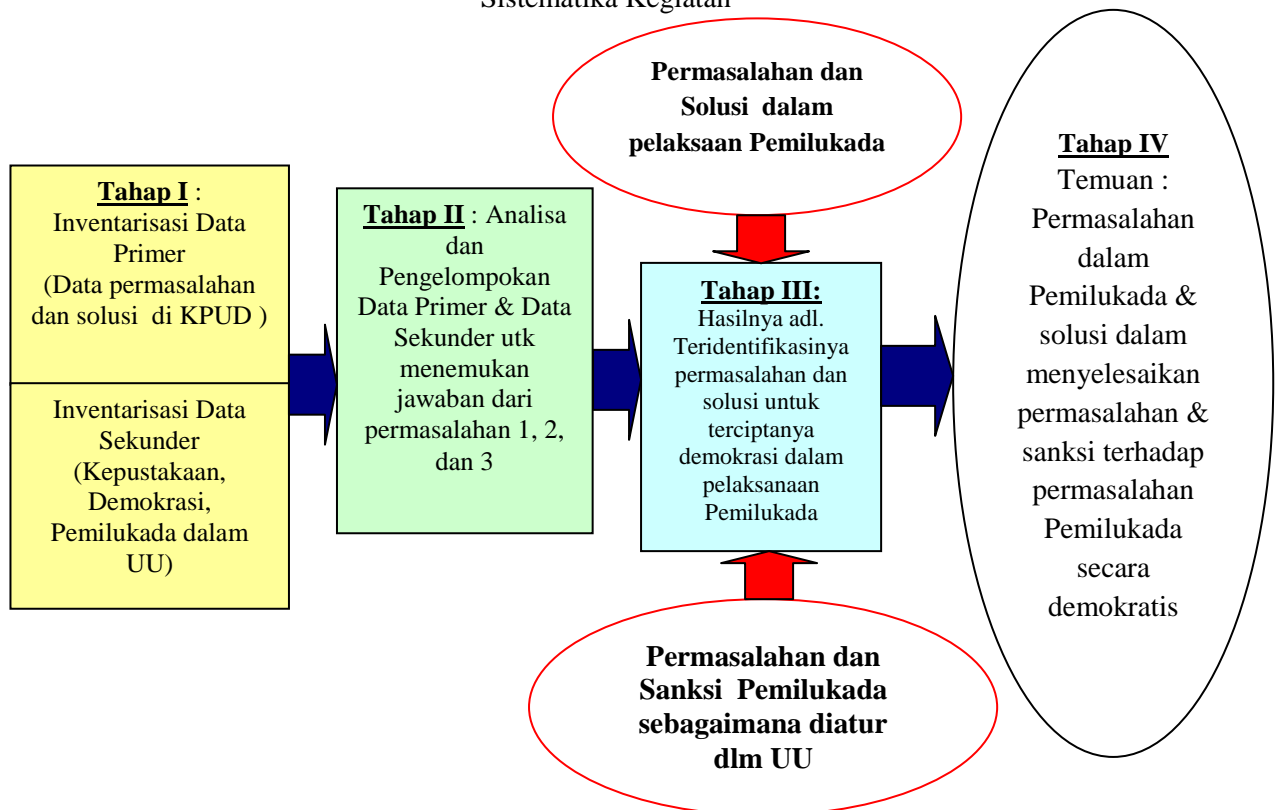 Sistematika Kegiatan
Permasalahan dan
Solusi dalam
pelaksaan Pemilukada
Tahap I :
Inventarisasi Data
Primer
(Data permasalahan
dan solusi di KPUD )
Inventarisasi Data
Sekunder
(Kepustakaan,
Demokrasi,
Pemilukada dalam
UU)
Tahap II : Analisa
dan
Pengelompokan
Data Primer & Data
Sekunder utk
menemukan
jawaban dari
permasalahan 1, 2,
dan 3
Tahap III:
Hasilnya adl.
Teridentifikasinya
permasalahan dan
solusi untuk
terciptanya
demokrasi dalam
pelaksanaan
Pemilukada
Permasalahan dan
Sanksi Pemilukada
sebagaimana diatur
dlm UU
Tahap IV
Temuan :
Permasalahan
dalam
Pemilukada &
solusi dalam
menyelesaikan
permasalahan &
sanksi terhadap
permasalahan
Pemilukada
secara
demokratis